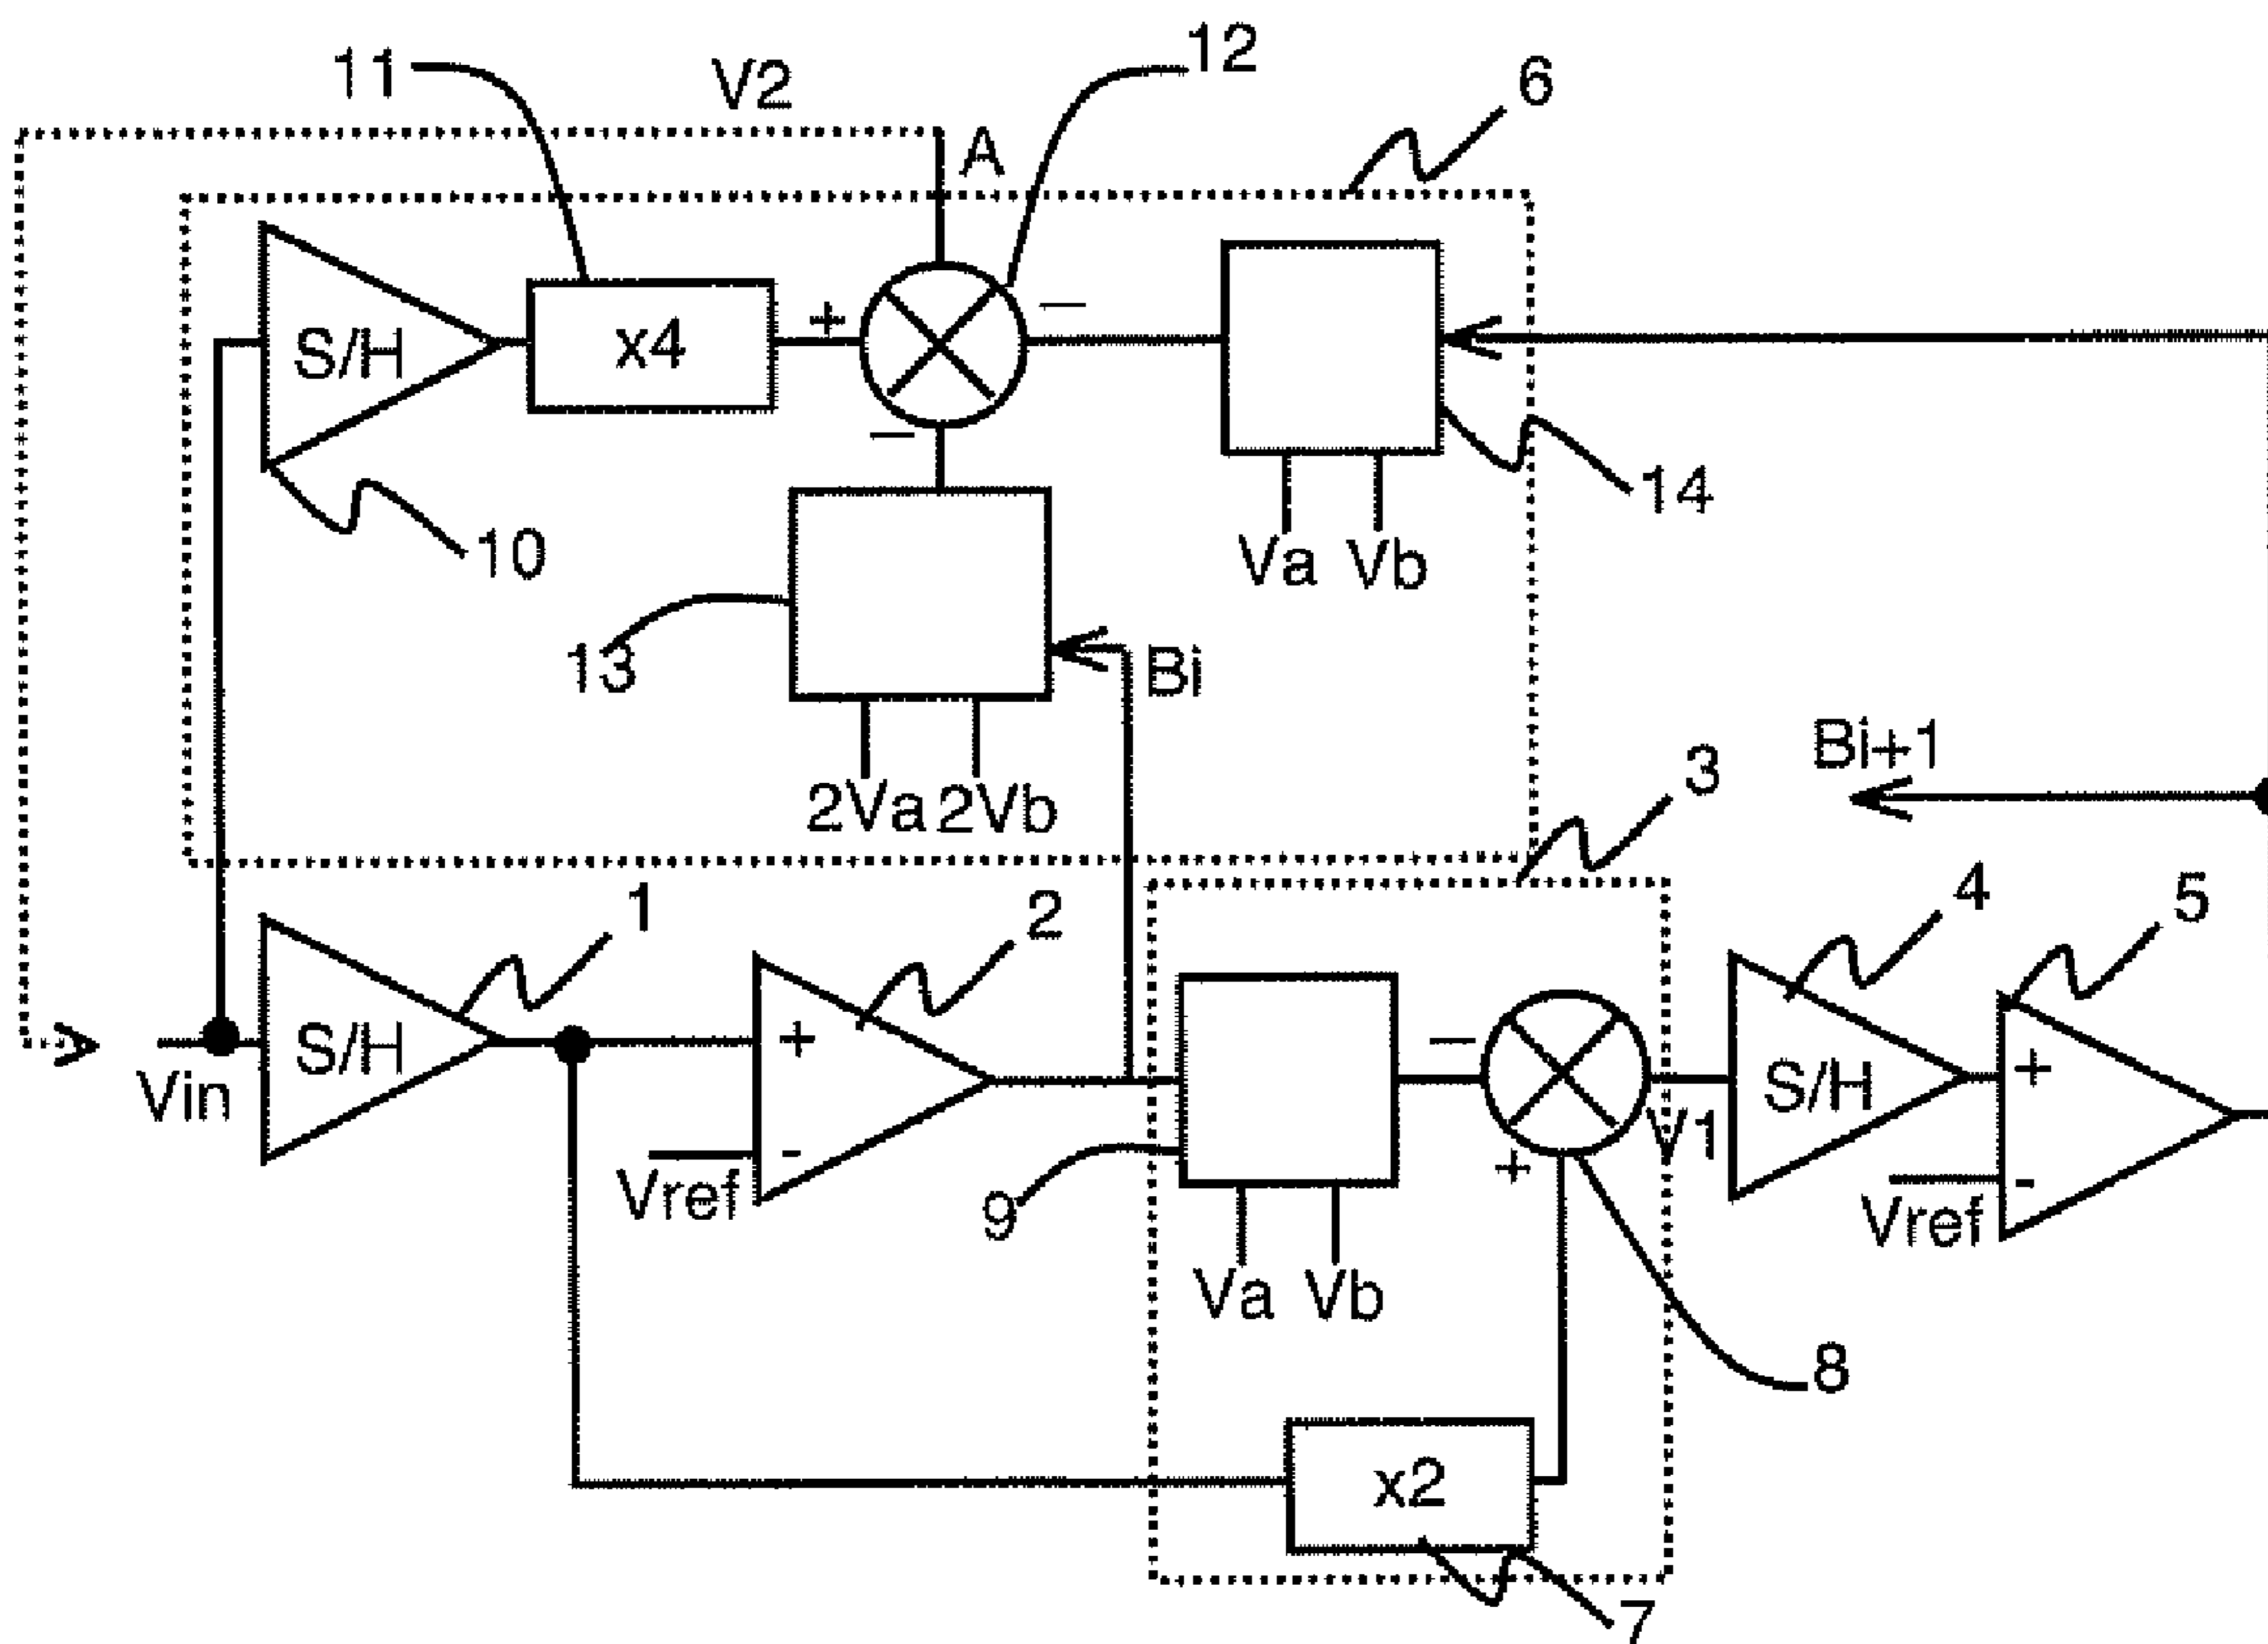 11
V2
12
6
A
S/H
x4
+
−
−
14
10
Va Vb
13
Bi
2Va 2Vb
Bi+1
3
1
2
4
5
S/H
+
−
+
S/H
Vin
V1
-
Vref
+
-
Vref
9
Va Vb
8
x2
7